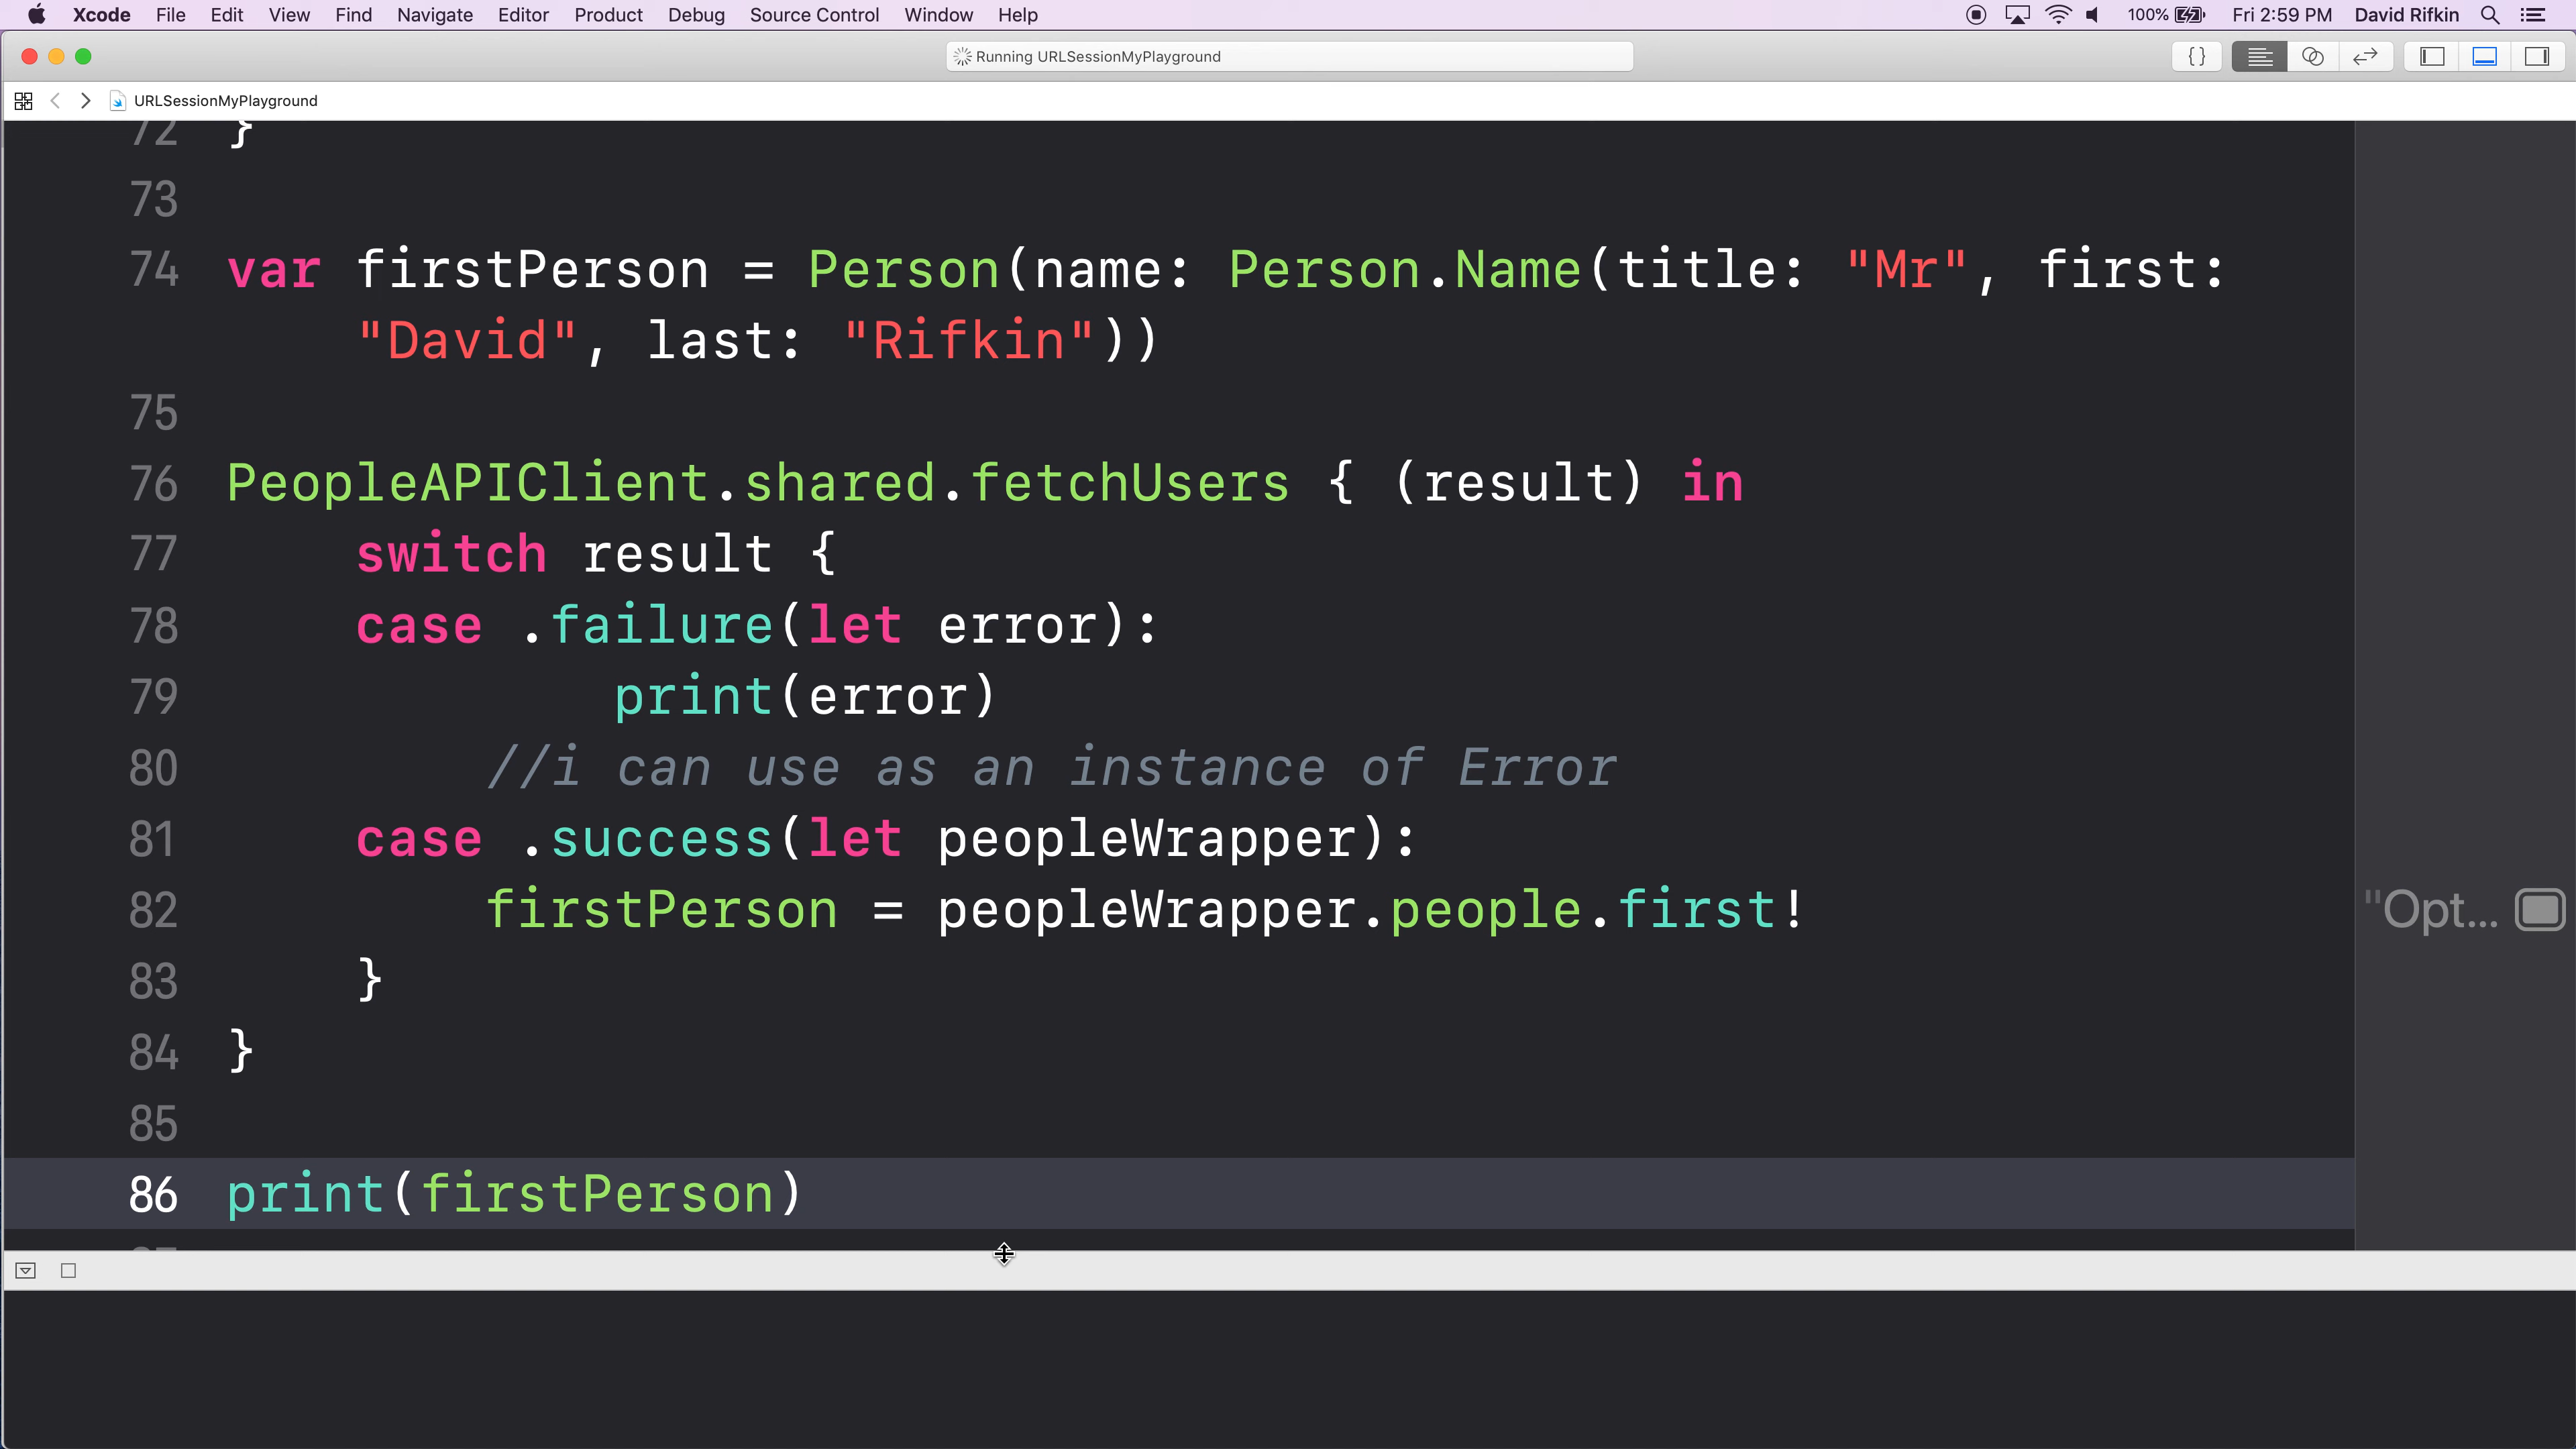 Xcode File Edit View Find Navigate Editor Product Debug Source Control Window Help 100% Fri 2:59 PM David Rifkin
Running URLSessionMyPlayground {}
URLSessionMyPlayground
72 }
73
74 var firstPerson = Person(name: Person.Name(title: "Mr", first:
"David", last: "Rifkin"))
75
76 PeopleAPIClient.shared.fetchUsers { (result) in
77 switch result {
78 case .failure(let error):
79 print(error)
80 //i can use as an instance of Error
81 case .success(let peopleWrapper):
82 firstPerson = peopleWrapper.people.first! "Opt...
83 }
84 }
85
86 print(firstPerson)